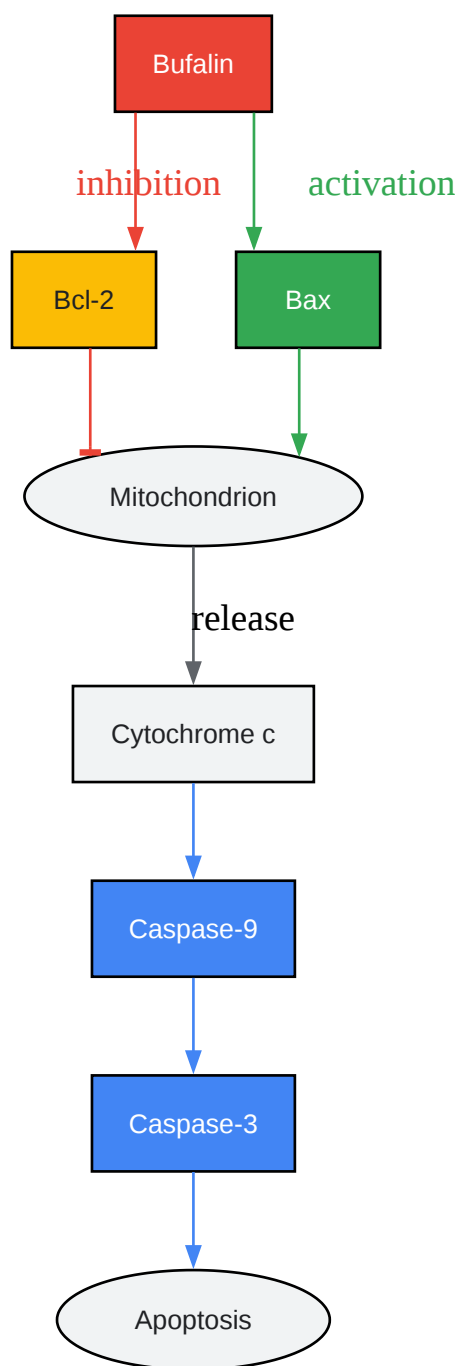 Bufalin
inhibition
activation
Bcl-2
Bax
Mitochondrion
release
Cytochrome c
Caspase-9
Caspase-3
Apoptosis